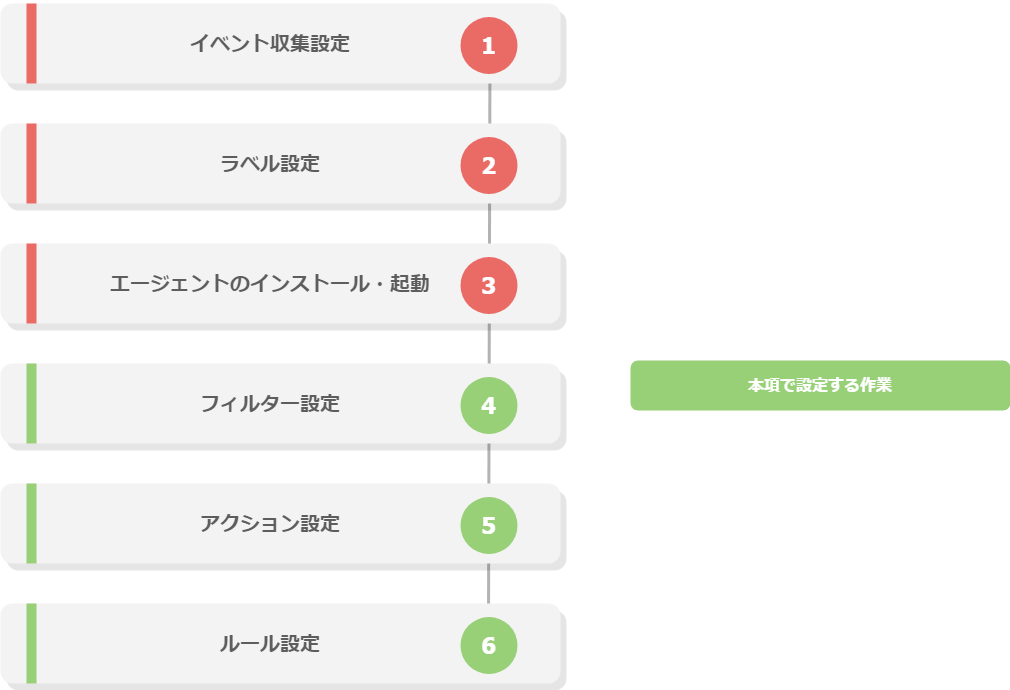 イベント収集設定
1
ラベル設定
2
エージェントのインストール・起動
3
フィルター設定
4
本項で設定する作業
アクション設定
5
ルール設定
6